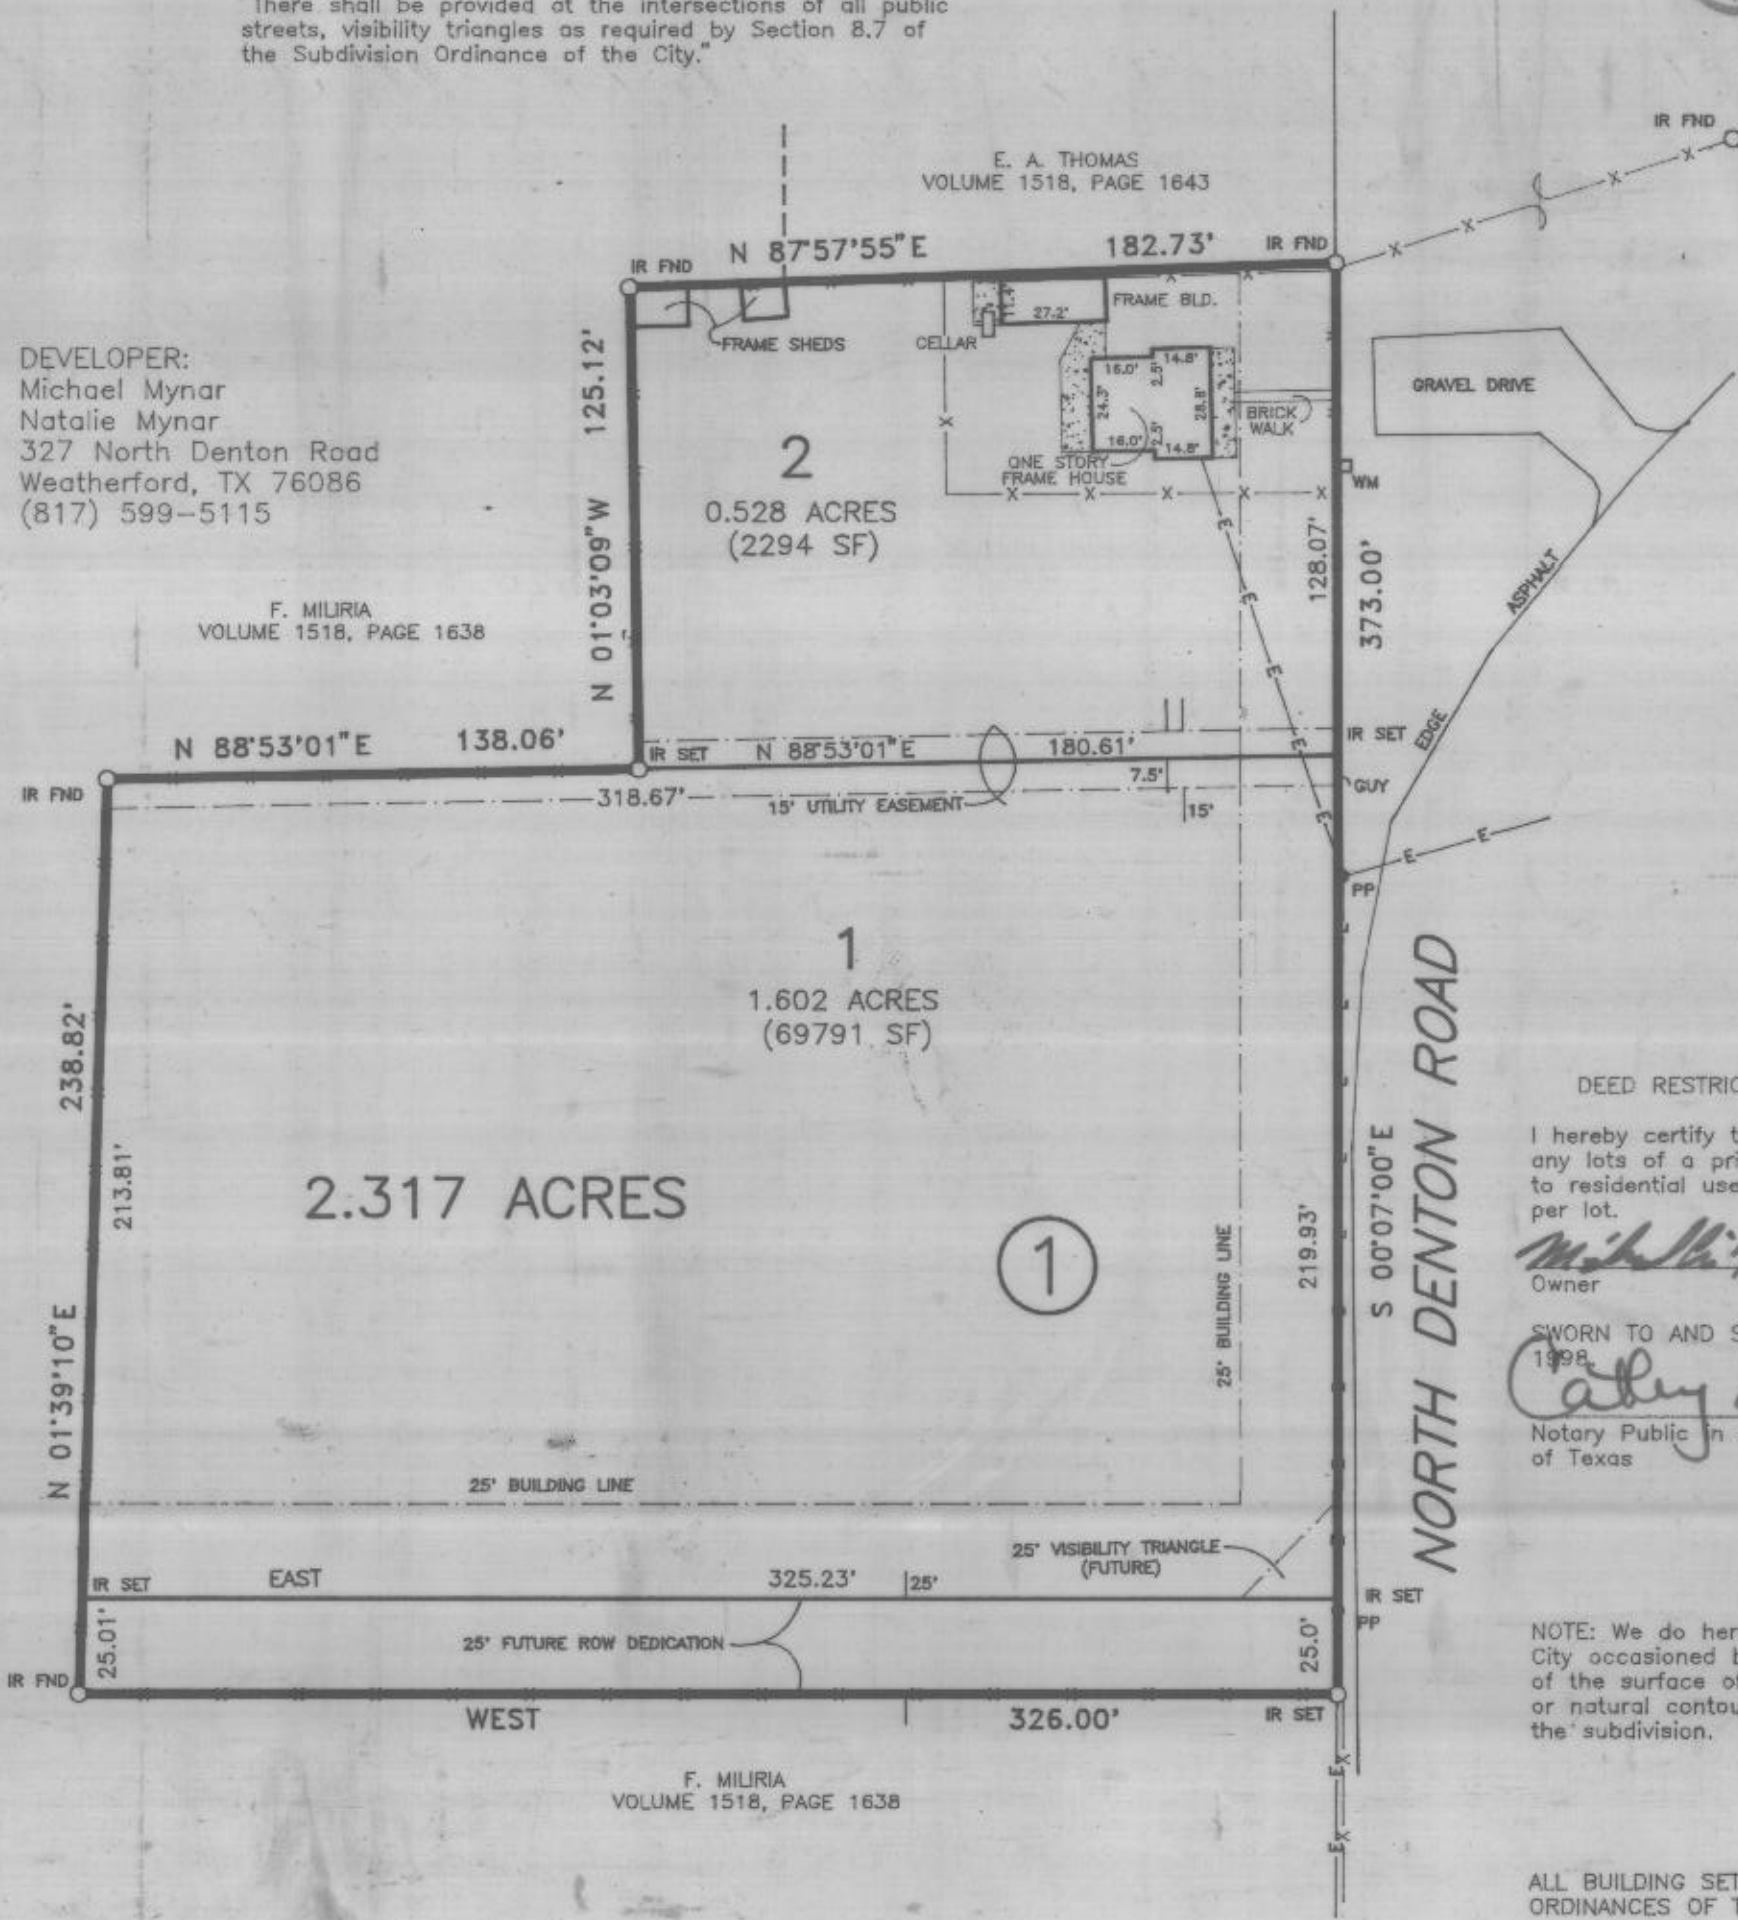 There shall be provided at the intersections of all public
streets, visibility triangles as required by Section 8.7 of
the Subdivision Ordinance of the City."
IR FND
E. A. THOMAS
VOLUME 1518, PAGE 1643
N 87°57'55"E
182.73'
IR FND
IR FND
FRAME BLD.
11.4'
27.2'
FRAME SHEDS
CELLAR
DEVELOPER:
Michael Mynar
Natalie Mynar
327 North Denton Road
Weatherford, TX 76086
(817) 599-5115
125.12'
N 01°03'09"W
16.0'
2.5'
14.8'
24.3'
28.8'
16.0'
2.5'
14.8'
BRICK
WALK
GRAVEL DRIVE
ONE STORY
FRAME HOUSE
WM
2
0.528 ACRES
(2294 SF)
128.07'
373.00'
ASPHALT
EDGE
F. MILIRIA
VOLUME 1518, PAGE 1638
N 88°53'01"E
138.06'
IR SET
N 88°53'01"E
180.61'
IR SET
IR FND
318.67'
15' UTILITY EASEMENT
7.5'
15'
GUY
E
E
PP
1
1.602 ACRES
(69791 SF)
238.82'
213.81'
N 01°39'10"E
2.317 ACRES
1
25' BUILDING LINE
219.93'
S 00°07'00"E
NORTH DENTON ROAD
DEED RESTRIC
I hereby certify t
any lots of a pri
to residential use
per lot.
Owner
SWORN TO AND S
1998.
Cathy
Notary Public in
of Texas
25' BUILDING LINE
25' VISIBILITY TRIANGLE
(FUTURE)
IR SET
EAST
325.23'
25'
IR SET
PP
25.01'
25' FUTURE ROW DEDICATION
25.0'
IR FND
WEST
326.00'
IR SET
NOTE: We do her
City occasioned b
of the surface of
or natural contou
the subdivision.
F. MILIRIA
VOLUME 1518, PAGE 1638
ALL BUILDING SET
ORDINANCES OF T